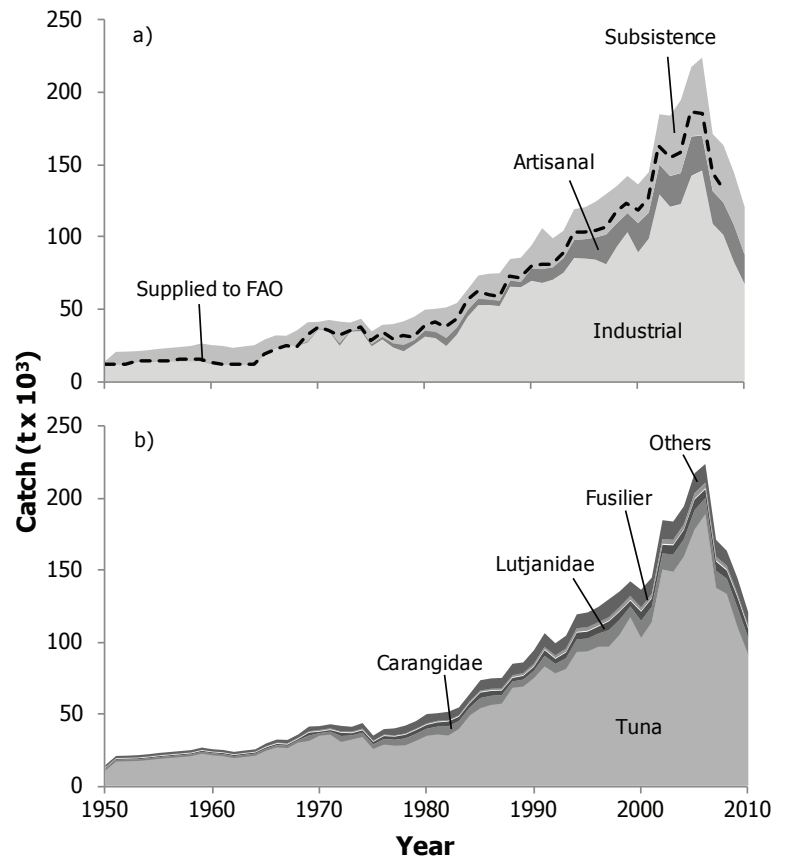 250
a)
Subsistence
200
Artisanal
150
100
Supplied to FAO
50
Industrial
0
Catch (t x 10³)
250
b)
Others
200
Fusilier
Lutjanidae
150
100
Carangidae
50
Tuna
0
1950 1960 1970 1980 1990 2000 2010
Year